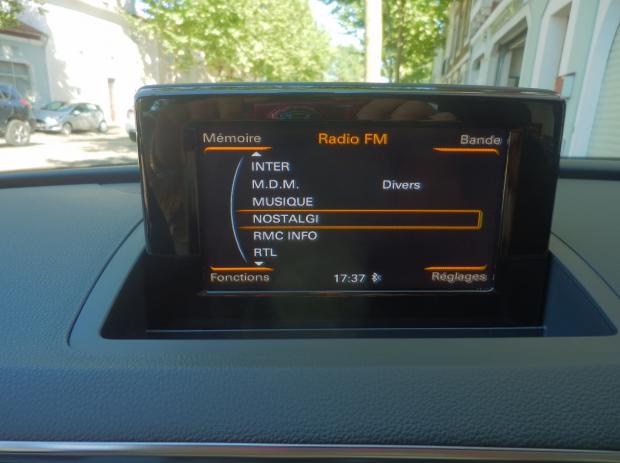 Mémoire Radio FM Bande
INTER
M.D.M. Divers
MUSIQUE
NOSTALGI
RMC INFO
RTL
Fonctions 17:37 Réglages